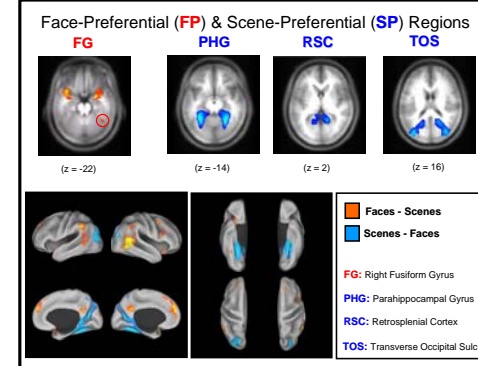 Face-Preferential (FP) & Scene-Preferential (SP) Regions
FG PHG RSC TOS
(z = -22) (z = -14) (z = 2) (z = 16)
Faces - Scenes
Scenes - Faces
FG: Right Fusiform Gyrus
PHG: Parahippocampal Gyrus
RSC: Retrosplenial Cortex
TOS: Transverse Occipital Sulc